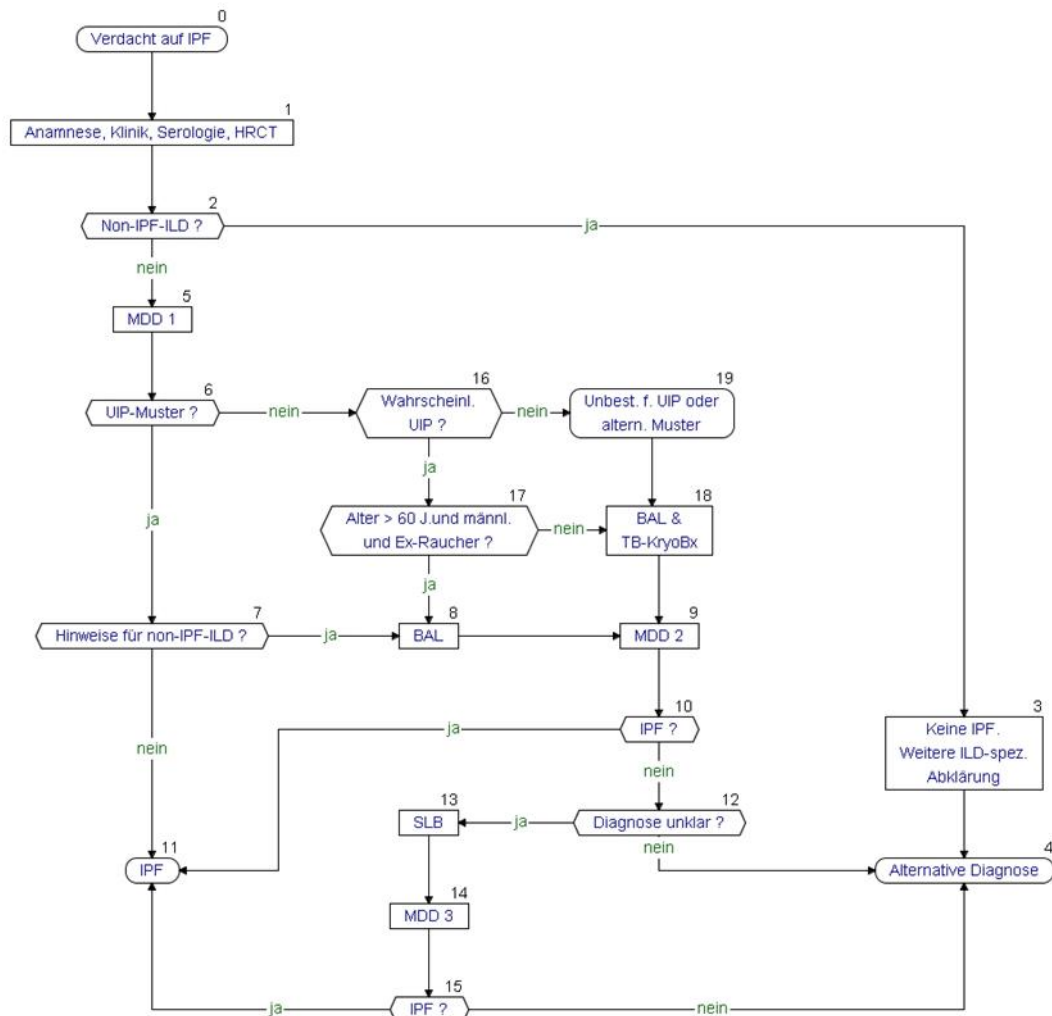 0
Verdacht auf IPF
1
Anamnese, Klinik, Serologie, HRCT
2
Non-IPF-ILD ?
ja
nein
5
MDD 1
6
UIP-Muster ?
nein
16
Wahrscheinl.
UIP ?
nein
19
Unbest. f. UIP oder
altern. Muster
ja
ja
17
Alter > 60 J.und männl.
und Ex-Raucher ?
nein
18
BAL &
TB-KryoBx
ja
7
Hinweise für non-IPF-ILD ?
ja
8
BAL
9
MDD 2
nein
10
IPF ?
ja
nein
3
Keine IPF.
Weitere ILD-spez.
Abklärung
13
SLB
ja
12
Diagnose unklar ?
nein
11
IPF
4
Alternative Diagnose
14
MDD 3
15
IPF ?
ja
nein